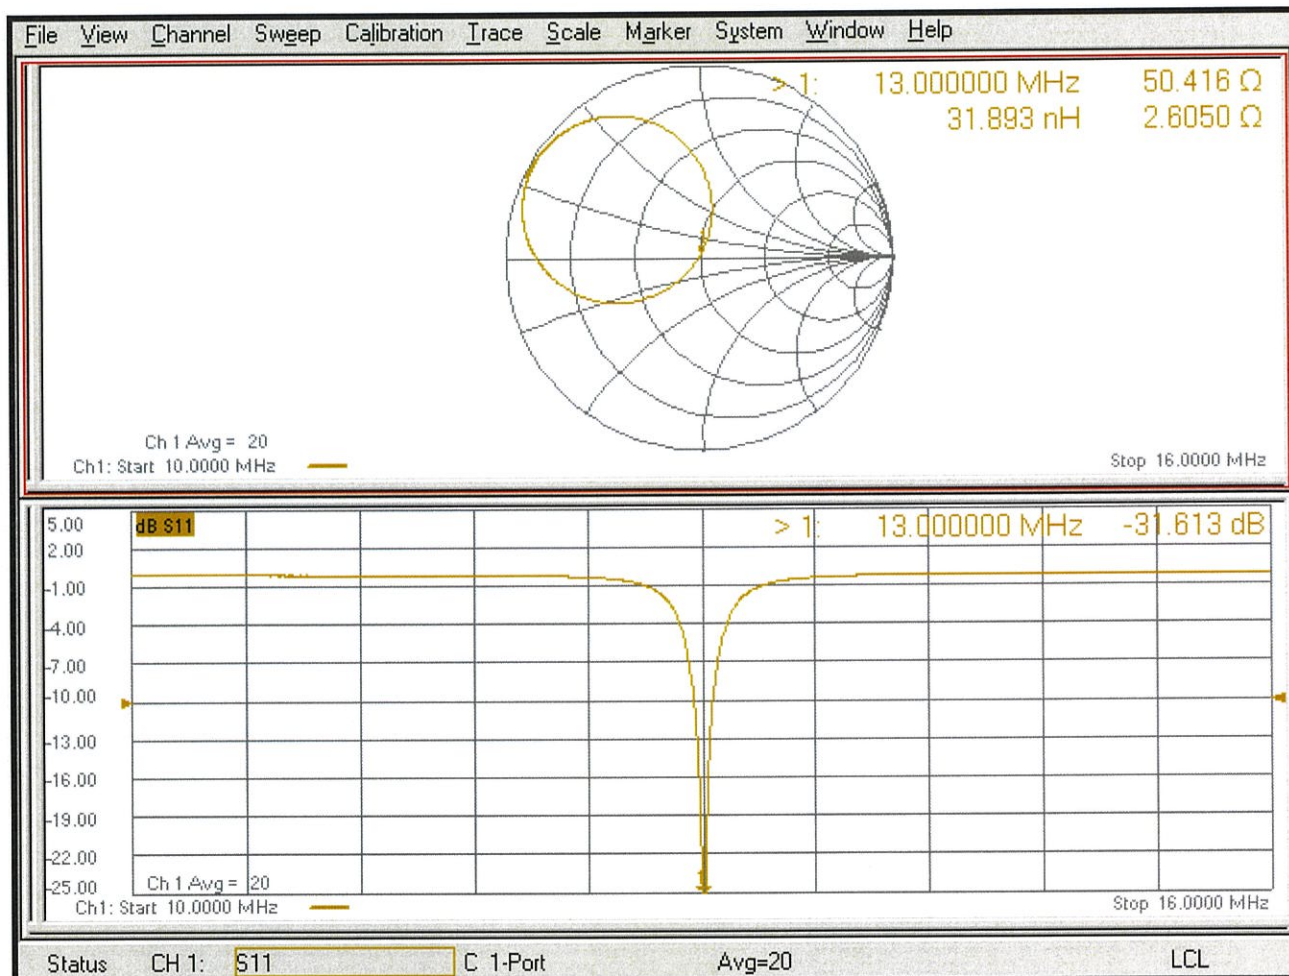 File View Channel Sweep Calibration Trace Scale Marker System Window Help
> 1: 13.000000 MHz 50.416 Ω
31.893 nH 2.6050 Ω
Ch 1 Avg = 20
Ch1: Start 10.0000 MHz
Stop 16.0000 MHz
5.00
dB S11
> 1: 13.000000 MHz -31.613 dB
2.00
-1.00
-4.00
-7.00
-10.00
-13.00
-16.00
-19.00
-22.00
-25.00
1
Ch 1 Avg = 20
Ch1: Start 10.0000 MHz
Stop 16.0000 MHz
Status CH 1: S11 C 1-Port Avg=20 LCL